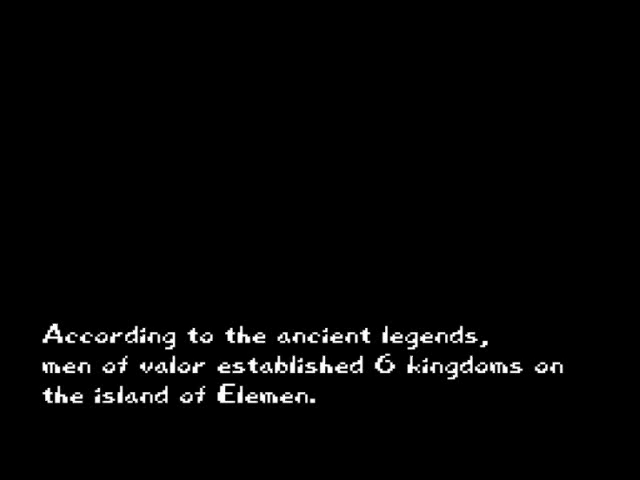 According to the ancient legends,
men of valor established 6 kingdoms on
the island of Elemen.